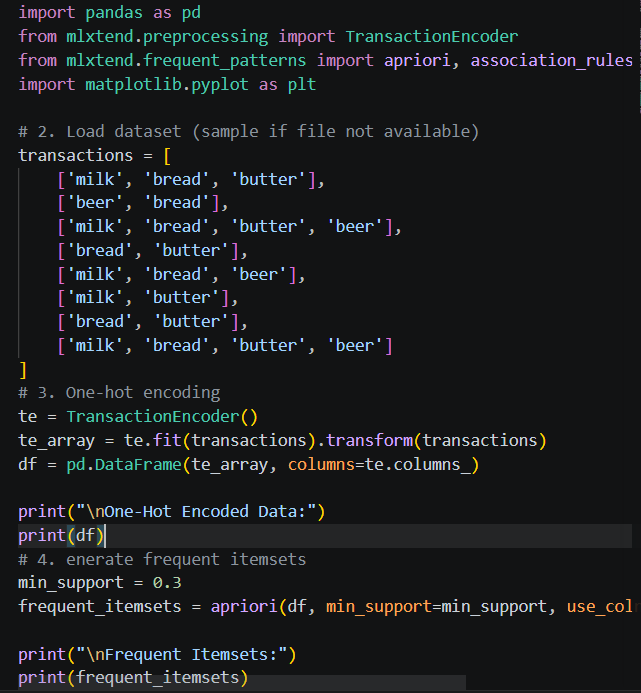 import pandas as pd
from mlxtend.preprocessing import TransactionEncoder
from mlxtend.frequent_patterns import apriori, association_rules
import matplotlib.pyplot as plt
# 2. Load dataset (sample if file not available)
transactions = [
    ['milk', 'bread', 'butter'],
    ['beer', 'bread'],
    ['milk', 'bread', 'butter', 'beer'],
    ['bread', 'butter'],
    ['milk', 'bread', 'beer'],
    ['milk', 'butter'],
    ['bread', 'butter'],
    ['milk', 'bread', 'butter', 'beer']
]
# 3. One-hot encoding
te = TransactionEncoder()
te_array = te.fit(transactions).transform(transactions)
df = pd.DataFrame(te_array, columns=te.columns_)
print("\nOne-Hot Encoded Data:")
print(df)
# 4. enerate frequent itemsets
min_support = 0.3
frequent_itemsets = apriori(df, min_support=min_support, use_col
print("\nFrequent Itemsets:")
print(frequent_itemsets)